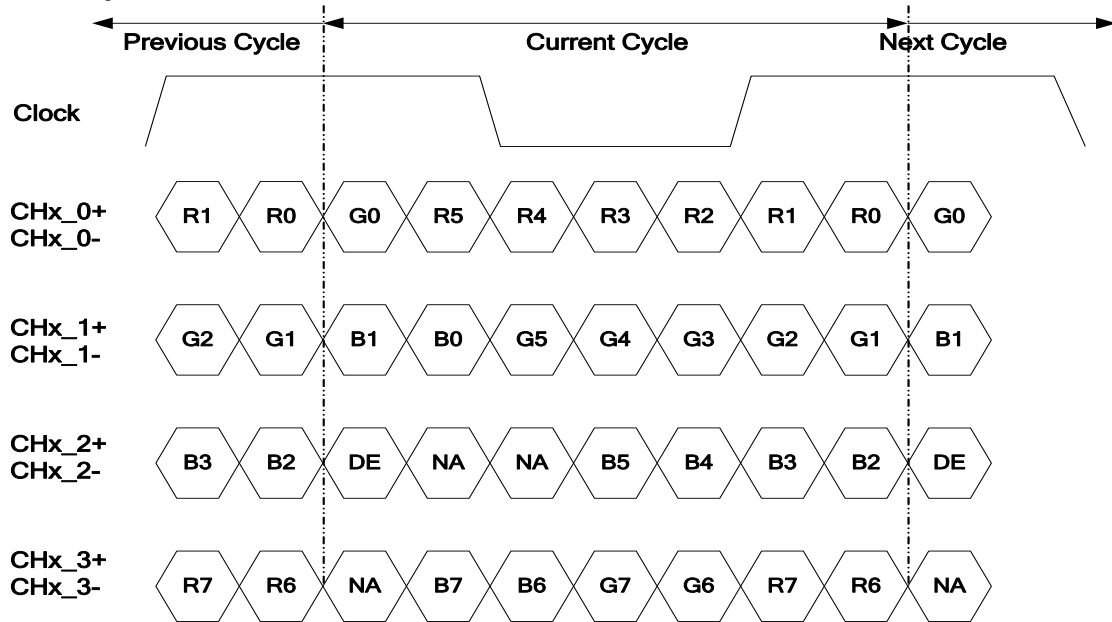 Previous Cycle Current Cycle Next Cycle
Clock
CHx_0+
CHx_0-
R1 R0 G0 R5 R4 R3 R2 R1 R0 G0
CHx_1+
CHx_1-
G2 G1 B1 B0 G5 G4 G3 G2 G1 B1
CHx_2+
CHx_2-
B3 B2 DE NA NA B5 B4 B3 B2 DE
CHx_3+
CHx_3-
R7 R6 NA B7 B6 G7 G6 R7 R6 NA